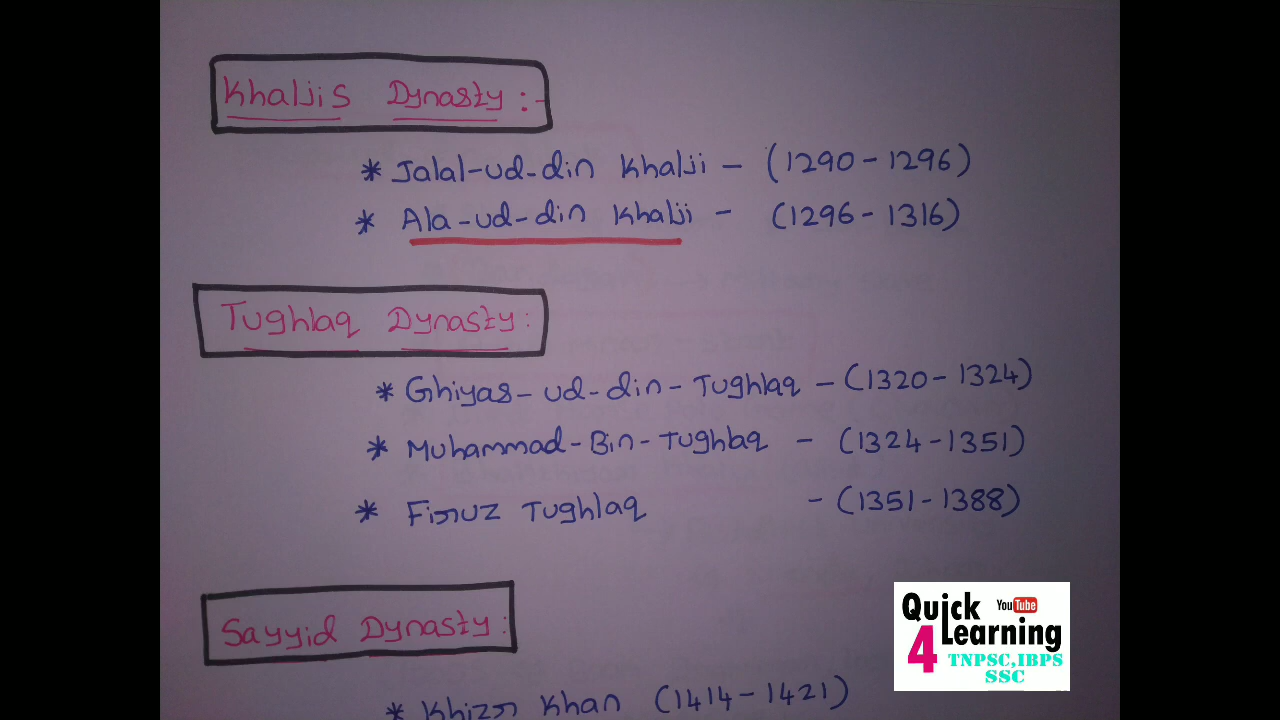 Khaljis Dynasty :-
* Jalal-ud-din Khalji - (1290-1296)
* Ala-ud-din Khalji - (1296-1316)
Tughlaq Dynasty:
* Ghiyas-ud-din-Tughlaq - (1320-1324)
* Muhammad-Bin-Tughlaq - (1324-1351)
* Firuz Tughlaq - (1351-1388)
Sayyid Dynasty:
* Khizr Khan (1414-1421)
Quick YouTube
4 Learning
TNPSC,IBPS
SSC